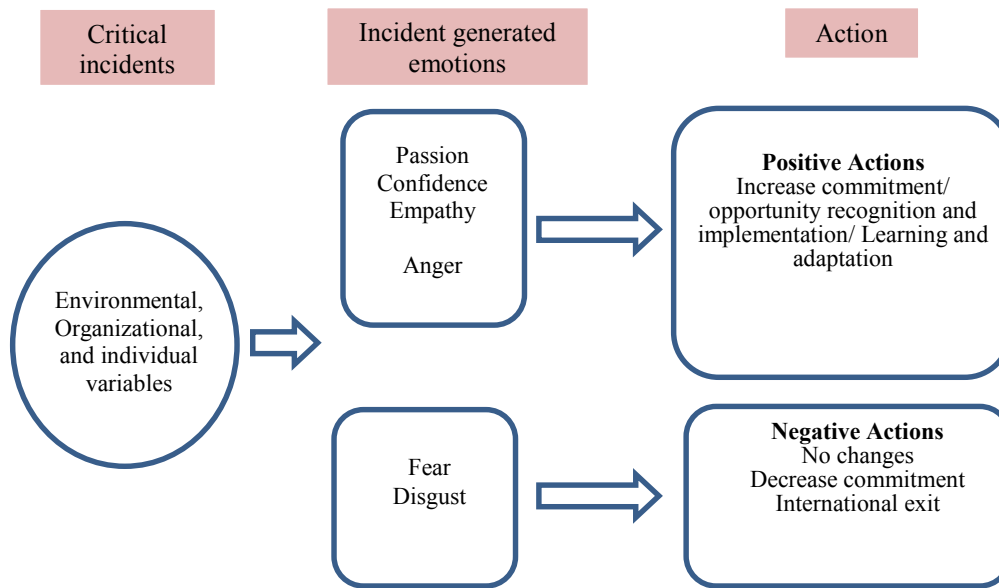 Critical
incidents
Incident generated
emotions
Action
Environmental,
Organizational,
and individual
variables
Passion
Confidence
Empathy
Anger
Positive Actions
Increase commitment/
opportunity recognition and
implementation/ Learning and
adaptation
Fear
Disgust
Negative Actions
No changes
Decrease commitment
International exit